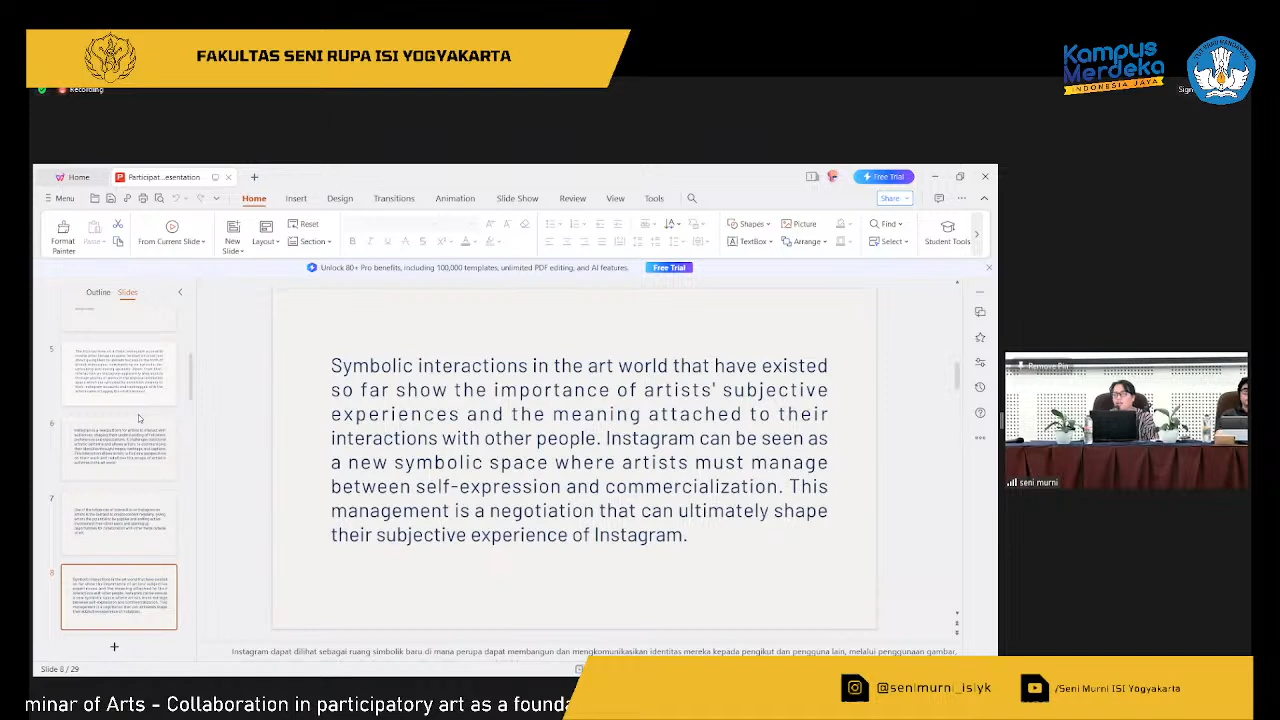 FAKULTAS SENI RUPA ISI YOGYAKARTA
Kampus
Merdeka
INDONESIA JAYA
Recording
Sign
Home
Participat...esentation
Free Trial
Menu
Home
Insert
Design
Transitions
Animation
Slide Show
Review
View
Tools
Share
Format
Painter
Paste
From Current Slide
New
Slide
Layout
Reset
Section
Shapes
Picture
TextBox
Arrange
Find
Select
Student Tools
Unlock 80+ Pro benefits, including 100,000 templates, unlimited PDF editing, and AI features.
Free Trial
Outline
Slides
5
6
7
8
Symbolic interactions in the art world that have existed
so far show the importance of artists' subjective
experiences and the meaning attached to their
interactions with other people. Instagram can be seen as
a new symbolic space where artists must manage
between self-expression and commercialization. This
management is a negotiation that can ultimately shape
their subjective experience of Instagram.
Instagram dapat dilihat sebagai ruang simbolik baru di mana perupa dapat membangun dan mengkomunikasikan identitas mereka kepada pengikut dan pengguna lain, melalui penggunaan gambar,
Slide 8 / 29
seni murni
@senimurni_isiyk
/Seni Murni ISI Yogyakarta
minar of Arts - Collaboration in participatory art as a founda